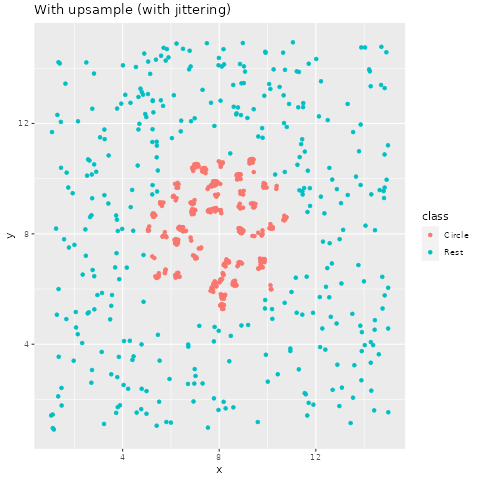 With upsample (with jittering)
12
8
4
y
4
8
12
x
class
Circle
Rest